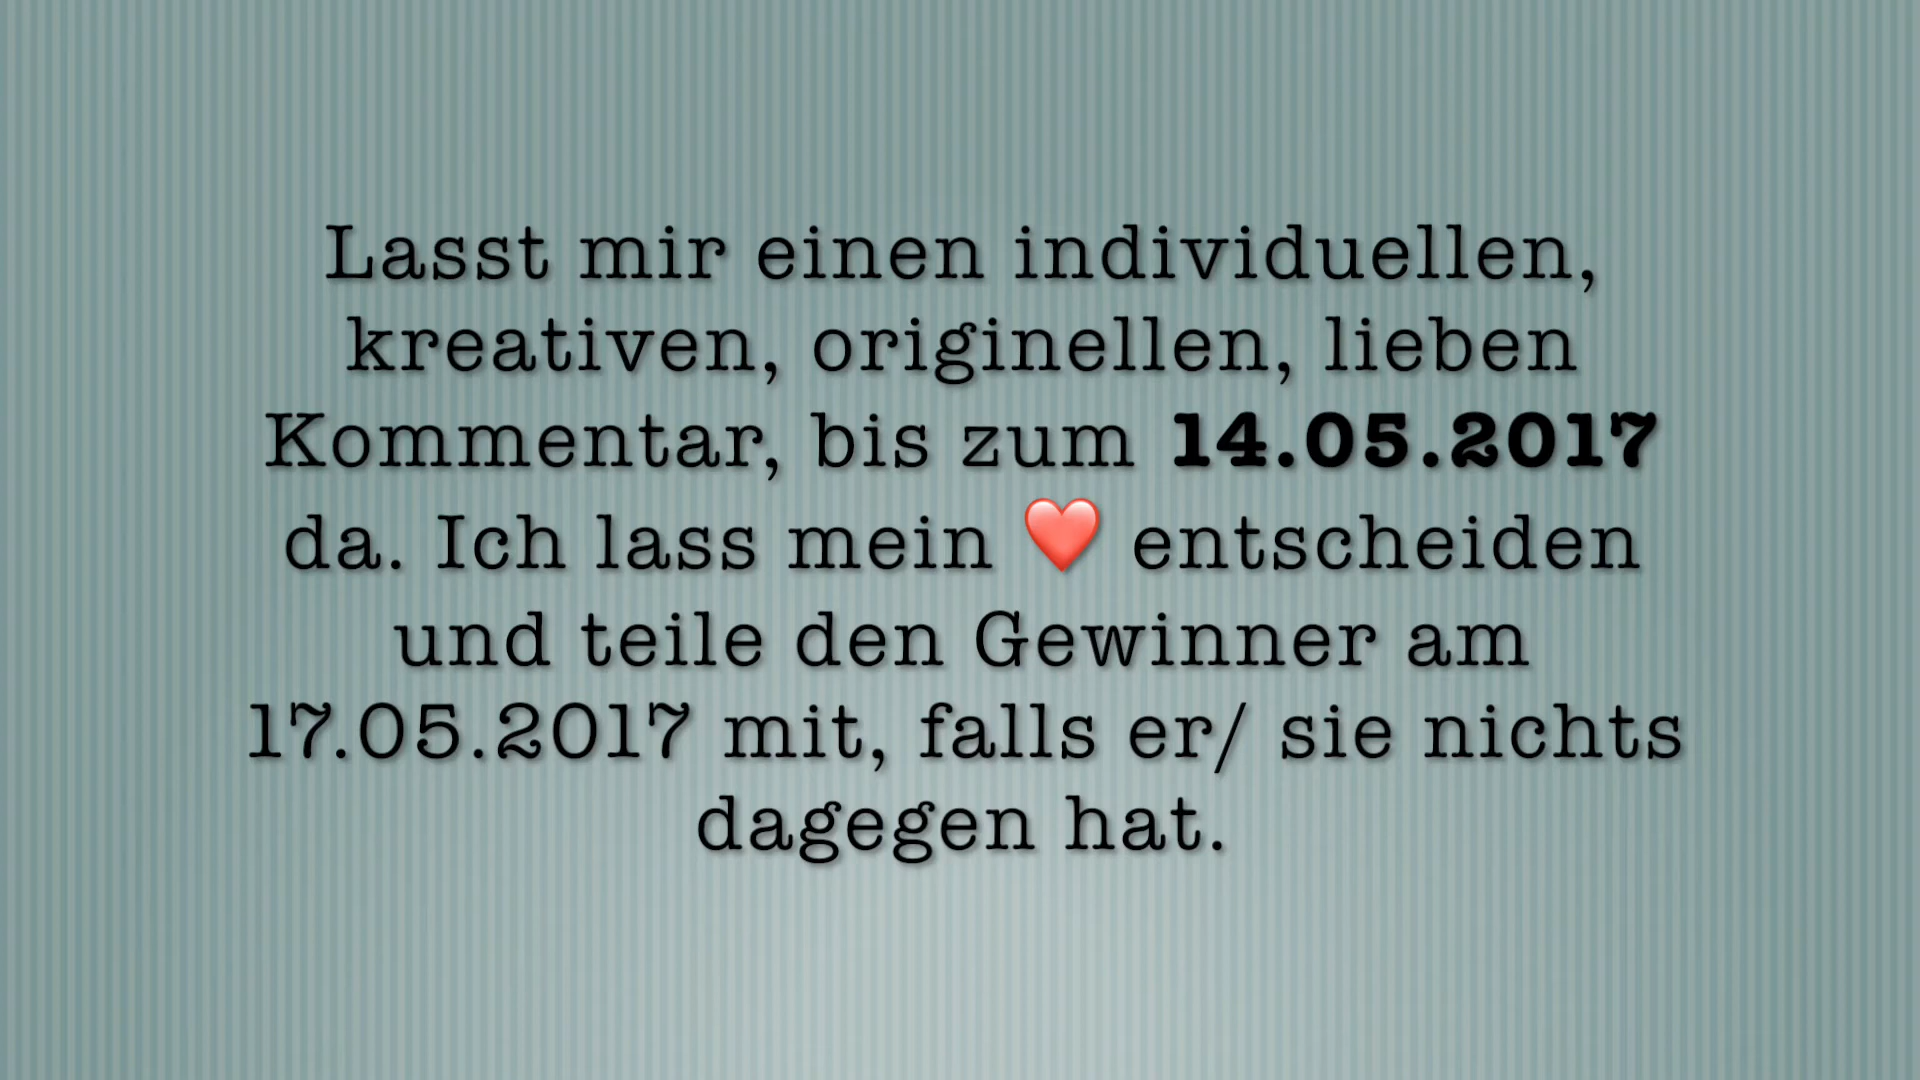 Lasst mir einen individuellen,
kreativen, originellen, lieben
Kommentar, bis zum 14.05.2017
da. Ich lass mein ❤️ entscheiden
und teile den Gewinner am
17.05.2017 mit, falls er/ sie nichts
dagegen hat.